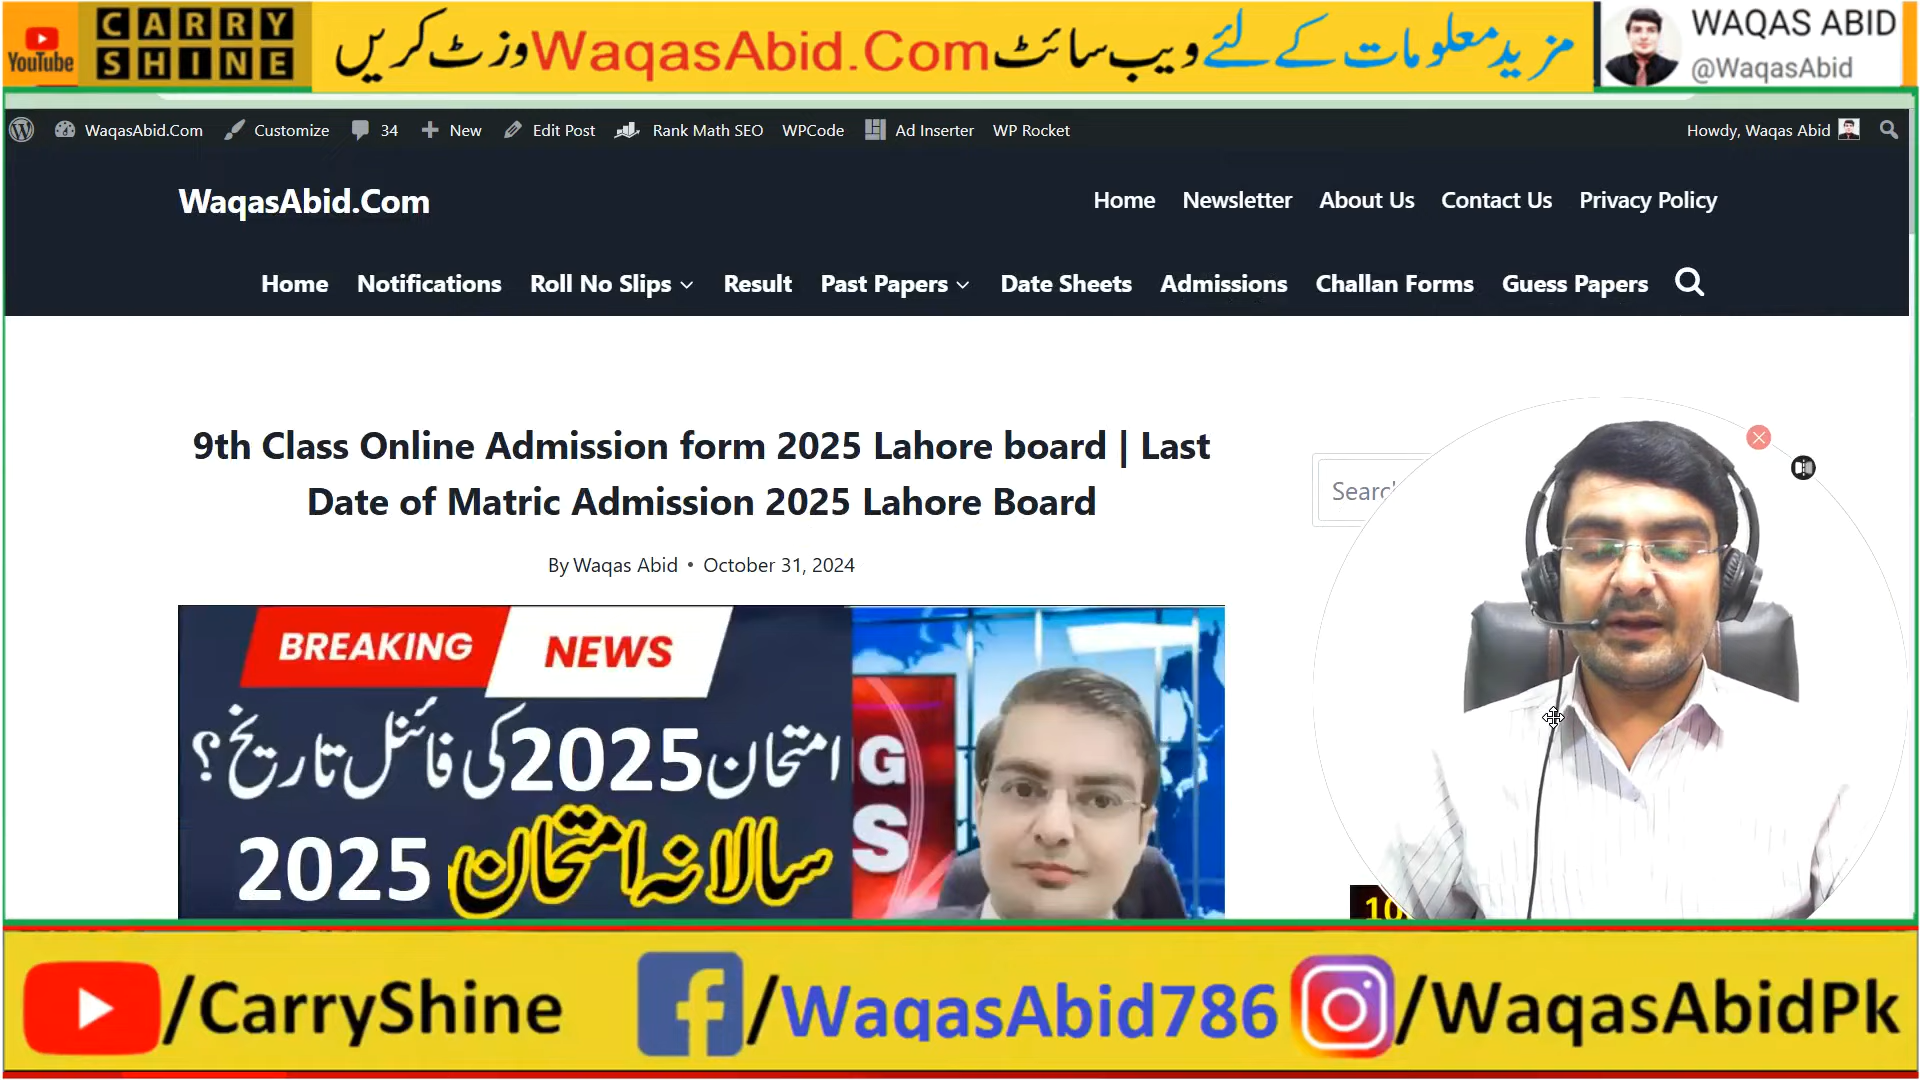 YouTube
CARRY
SHINE
مزید معلومات کے لئے ویب سائٹ WaqasAbid.Com وزٹ کریں
WAQAS ABID
@WaqasAbid
WaqasAbid.Com Customize 34 New Edit Post Rank Math SEO WPCode Ad Inserter WP Rocket Howdy, Waqas Abid
WaqasAbid.Com
Home Newsletter About Us Contact Us Privacy Policy
Home Notifications Roll No Slips Result Past Papers Date Sheets Admissions Challan Forms Guess Papers
9th Class Online Admission form 2025 Lahore board | Last
Date of Matric Admission 2025 Lahore Board
By Waqas Abid • October 31, 2024
Search
BREAKING NEWS
امتحان 2025 کی فائنل تاریخ؟
سالانہ امتحان 2025
G
S
10
/CarryShine /WaqasAbid786 /WaqasAbidPk